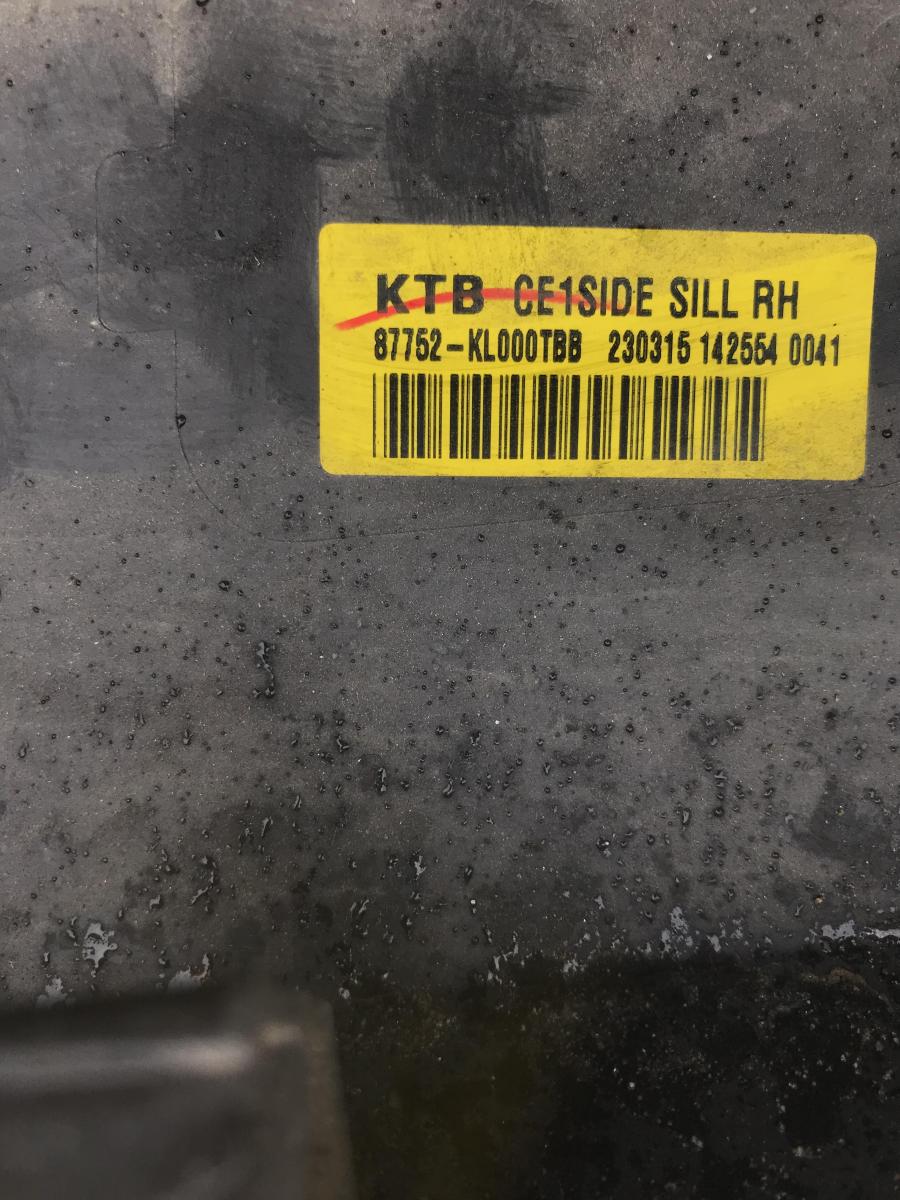 KTB CE1SIDE SILL RH
87752-KL000TBB 230315 142554 0041